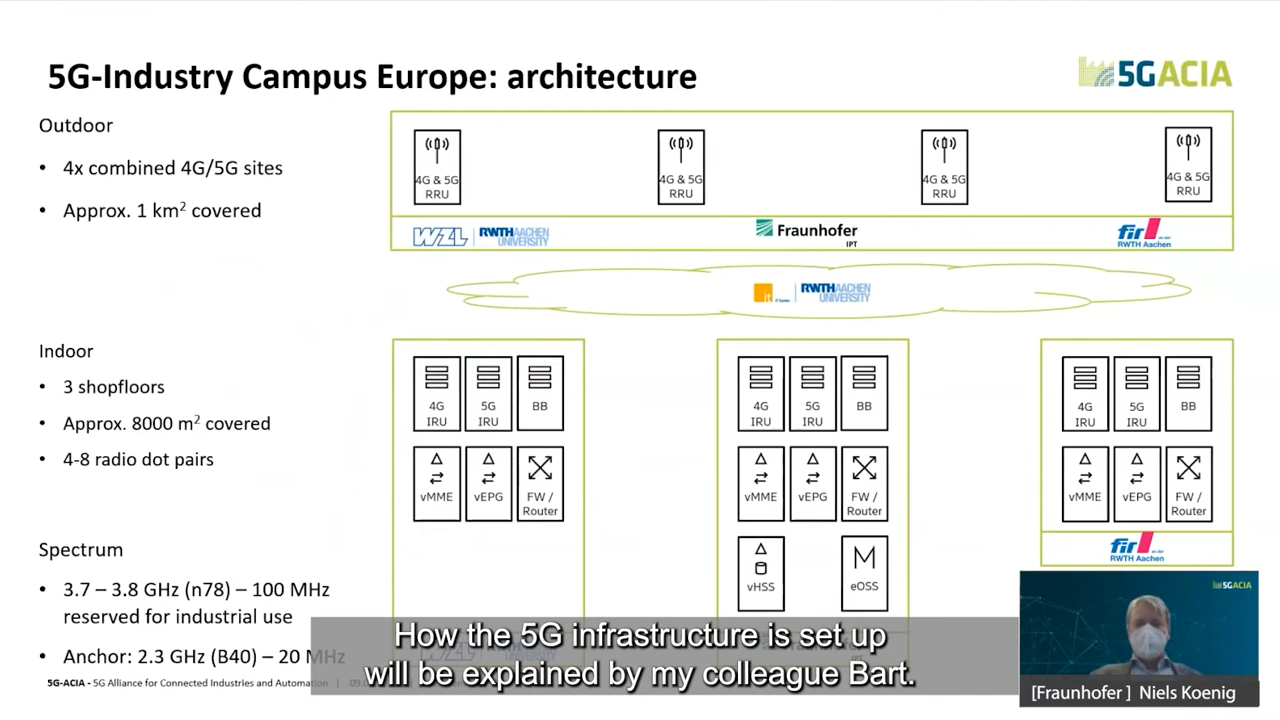 5G-Industry Campus Europe: architecture
5GACIA
Outdoor
• 4x combined 4G/5G sites
• Approx. 1 km² covered
4G & 5G
RRU
4G & 5G
RRU
4G & 5G
RRU
4G & 5G
RRU
WZL | RWTH AACHEN
UNIVERSITY
Fraunhofer
IPT
fir an der
RWTH Aachen
it | RWTH AACHEN
UNIVERSITY
Indoor
• 3 shopfloors
• Approx. 8000 m² covered
• 4-8 radio dot pairs
4G
IRU
5G
IRU
BB
vMME
vEPG
FW /
Router
4G
IRU
5G
IRU
BB
vMME
vEPG
FW /
Router
vHSS
eOSS
4G
IRU
5G
IRU
BB
vMME
vEPG
FW /
Router
fir an der
RWTH Aachen
Spectrum
• 3.7 – 3.8 GHz (n78) – 100 MHz
reserved for industrial use
• Anchor: 2.3 GHz (B40) – 20 MHz
5G-ACIA - 5G Alliance for Connected Industries and Automation
How the 5G infrastructure is set up
will be explained by my colleague Bart.
5GACIA
[Fraunhofer ] Niels Koenig